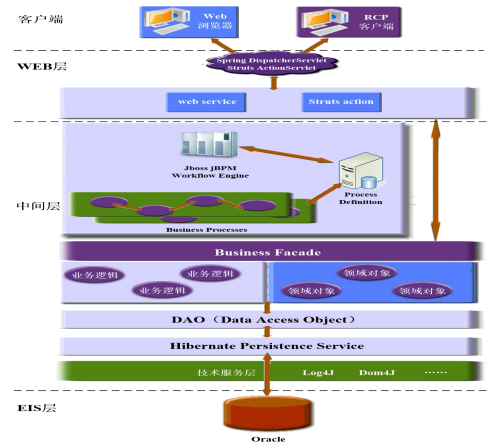 客户端
Web
浏览器
RCP
客户端
Spring DispatcherServlet
Struts ActionServlet
WEB层
web service
Struts action
Jboss jBPM
Workflow Engine
Process
Definition
中间层
Business Processes
Business Facade
业务逻辑
业务逻辑
业务逻辑
领域对象
领域对象
领域对象
DAO（Data Access Object）
Hibernate Persistence Service
技术服务层
Log4J
Dom4J
……
EIS层
Oracle